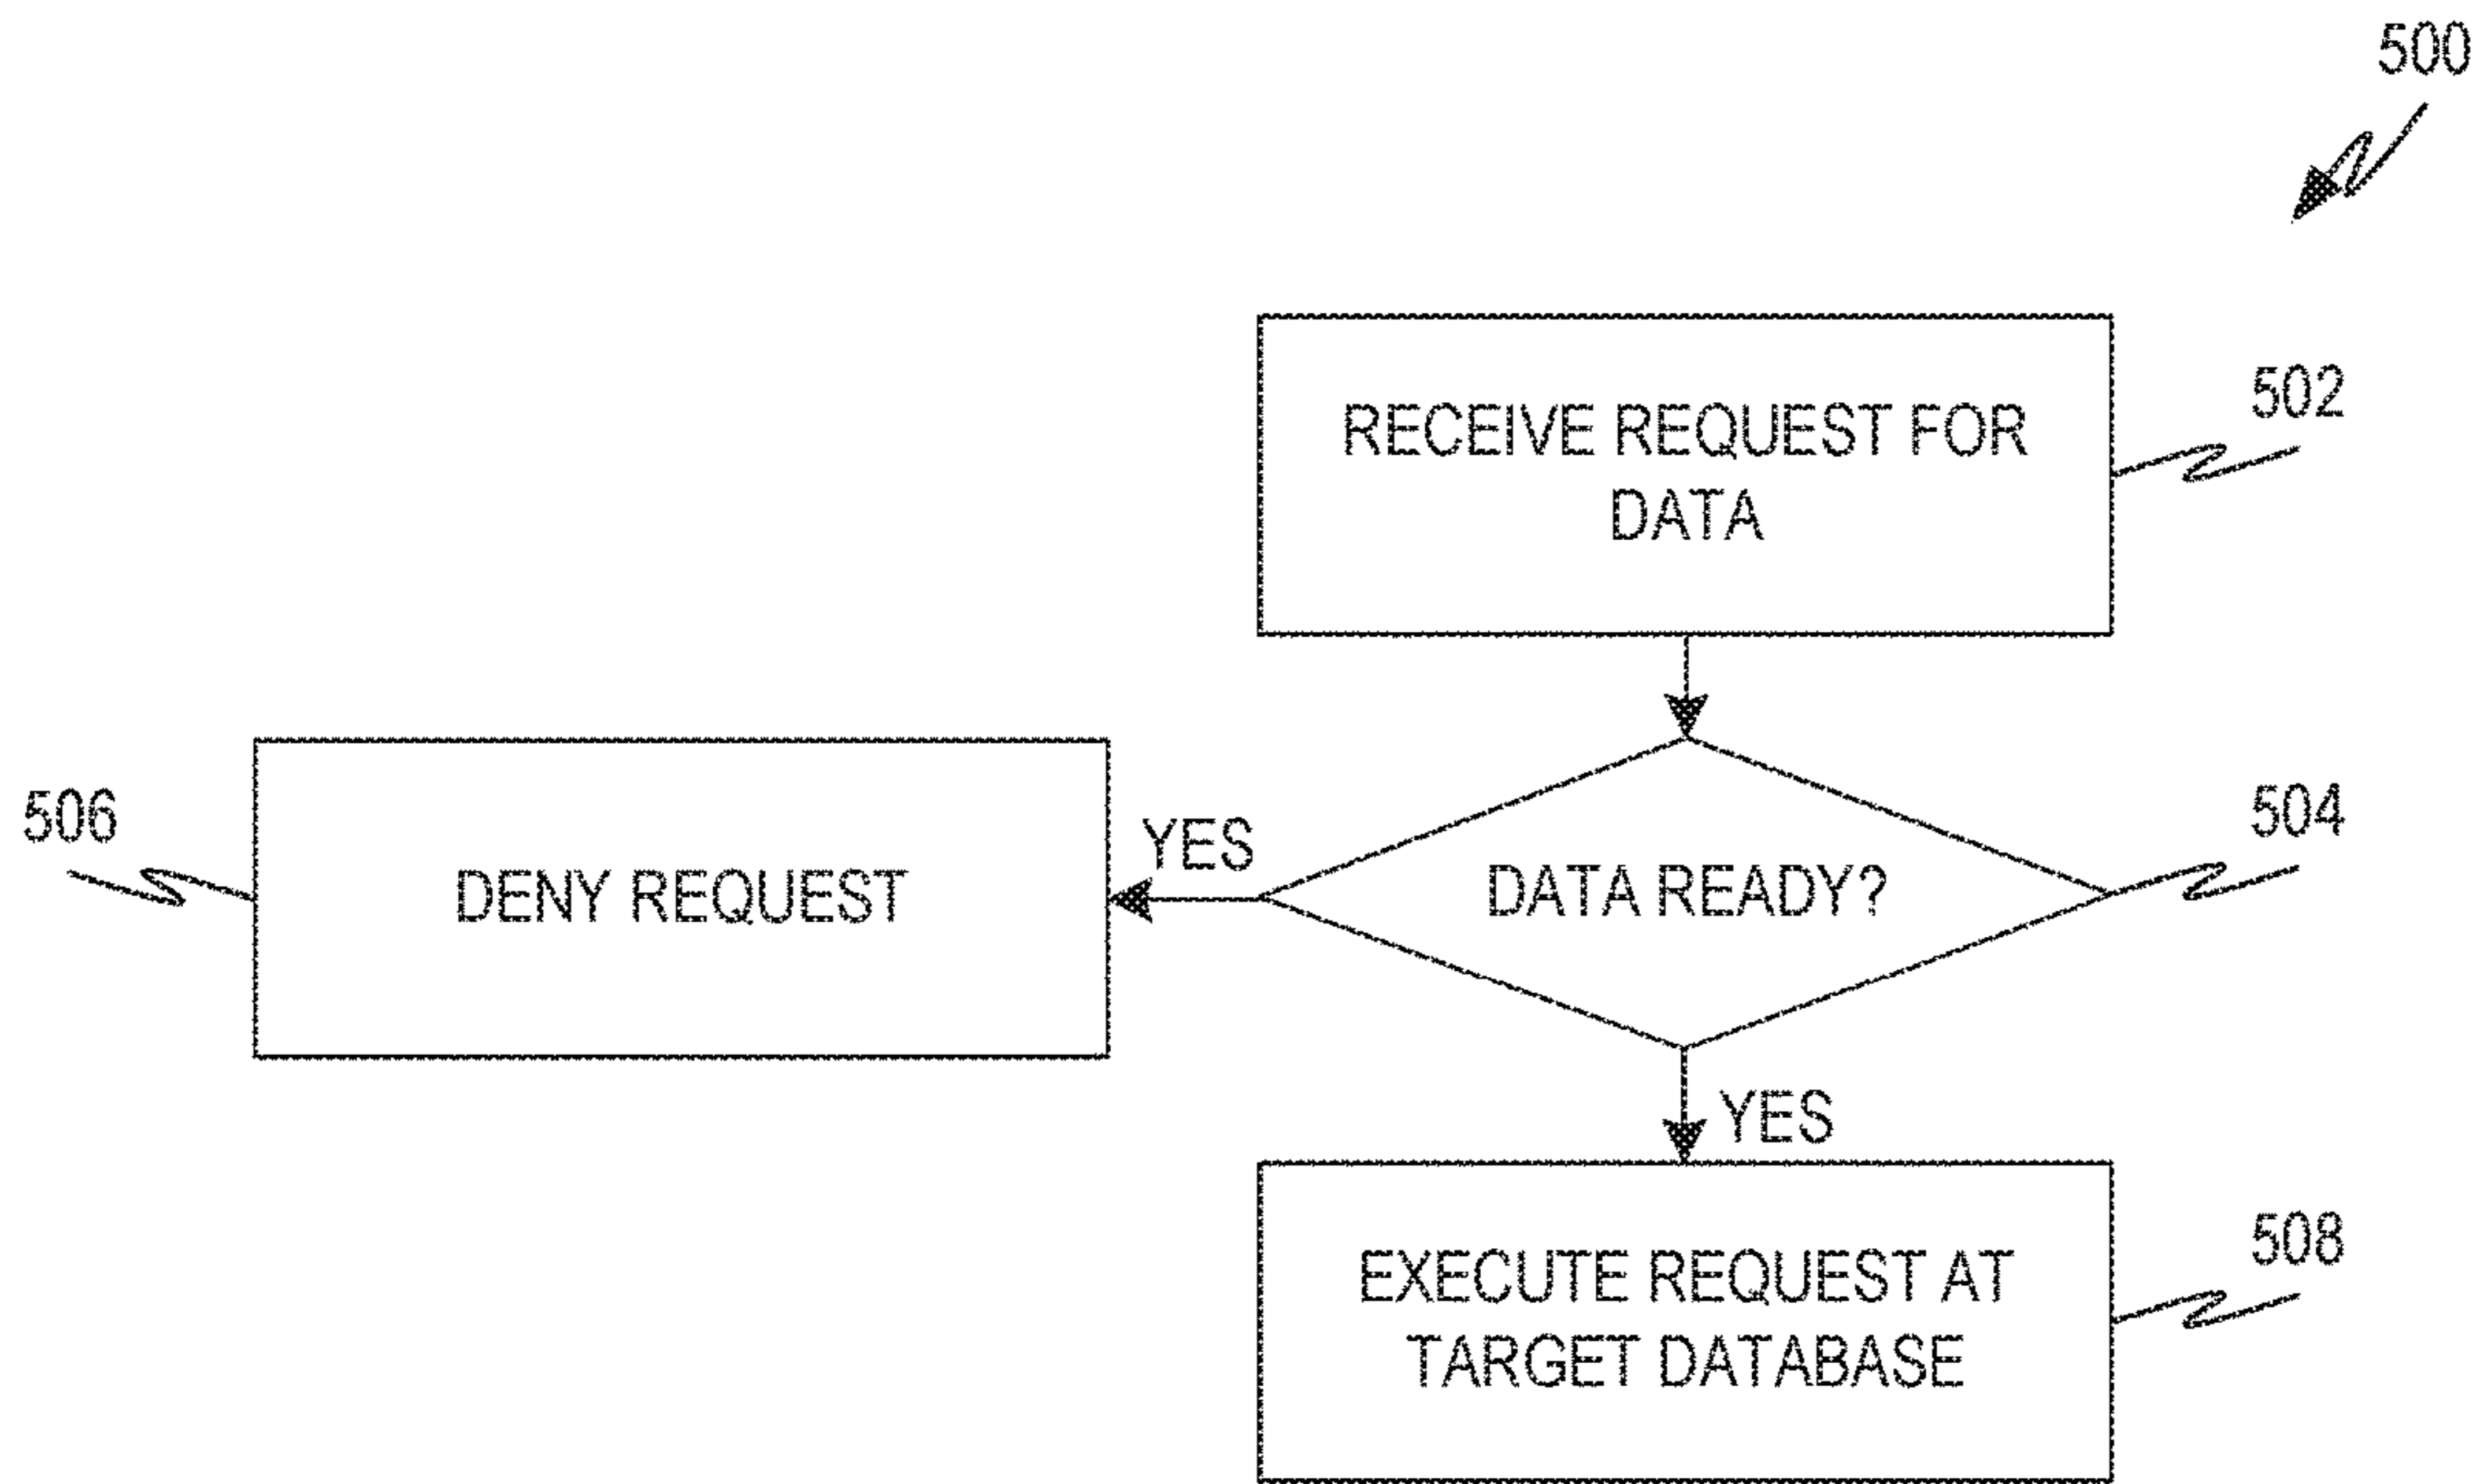 500
RECEIVE REQUEST FOR
DATA
502
506
DENY REQUEST
YES
DATA READY?
504
YES
EXECUTE REQUEST AT
TARGET DATABASE
508